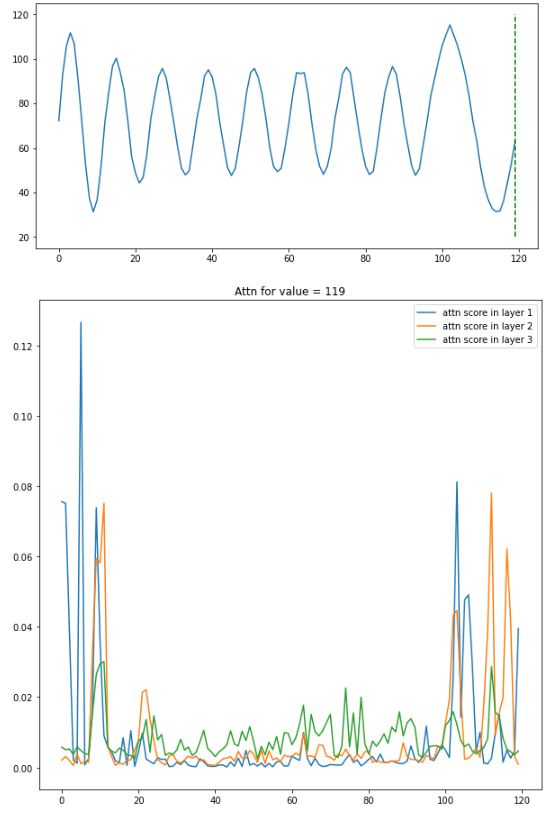 120
100
80
60
40
20
0 20 40 60 80 100 120
Attn for value = 119
attn score in layer 1
attn score in layer 2
attn score in layer 3
0.12
0.10
0.08
0.06
0.04
0.02
0.00
0 20 40 60 80 100 120